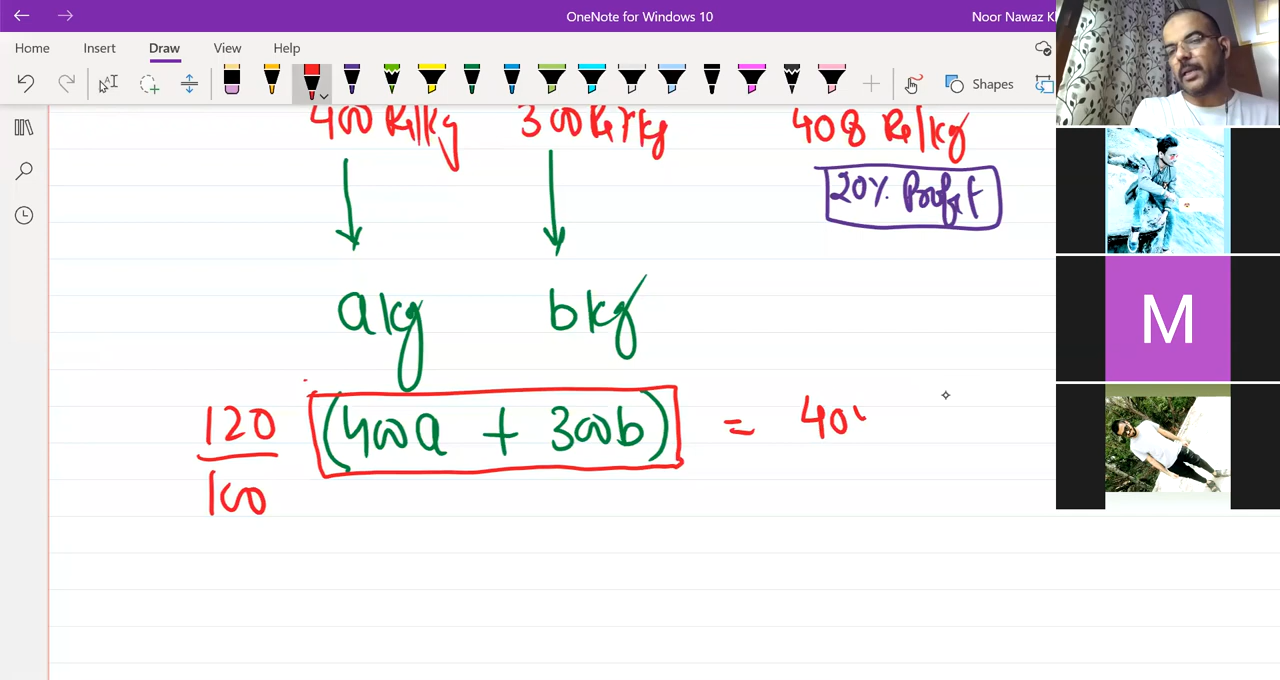 OneNote for Windows 10
Noor Nawaz K
Home Insert Draw View Help
Shapes
400 Rs/kg 300 Rs/kg 408 Rs/kg
20% Profit
a kg b kg
120
100
(400a + 300b) = 40
M